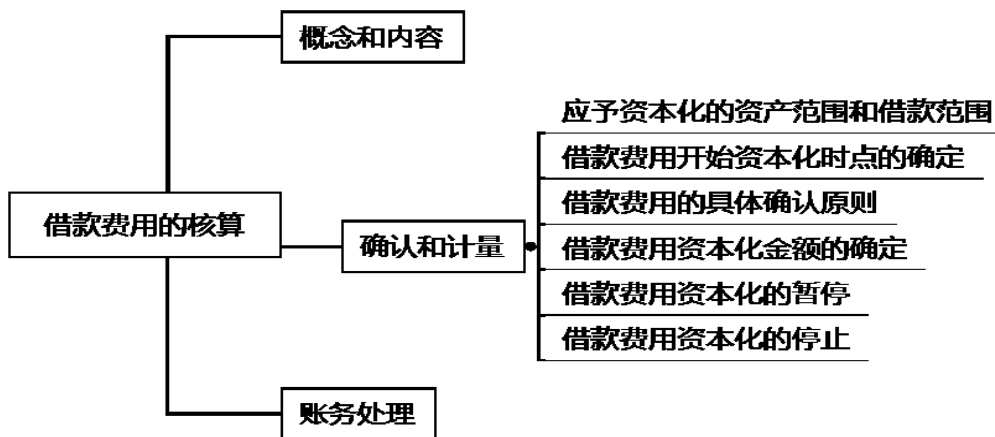 概念和内容
应予资本化的资产范围和借款范围
借款费用开始资本化时点的确定
借款费用的具体确认原则
借款费用的核算
确认和计量
借款费用资本化金额的确定
借款费用资本化的暂停
借款费用资本化的停止
账务处理